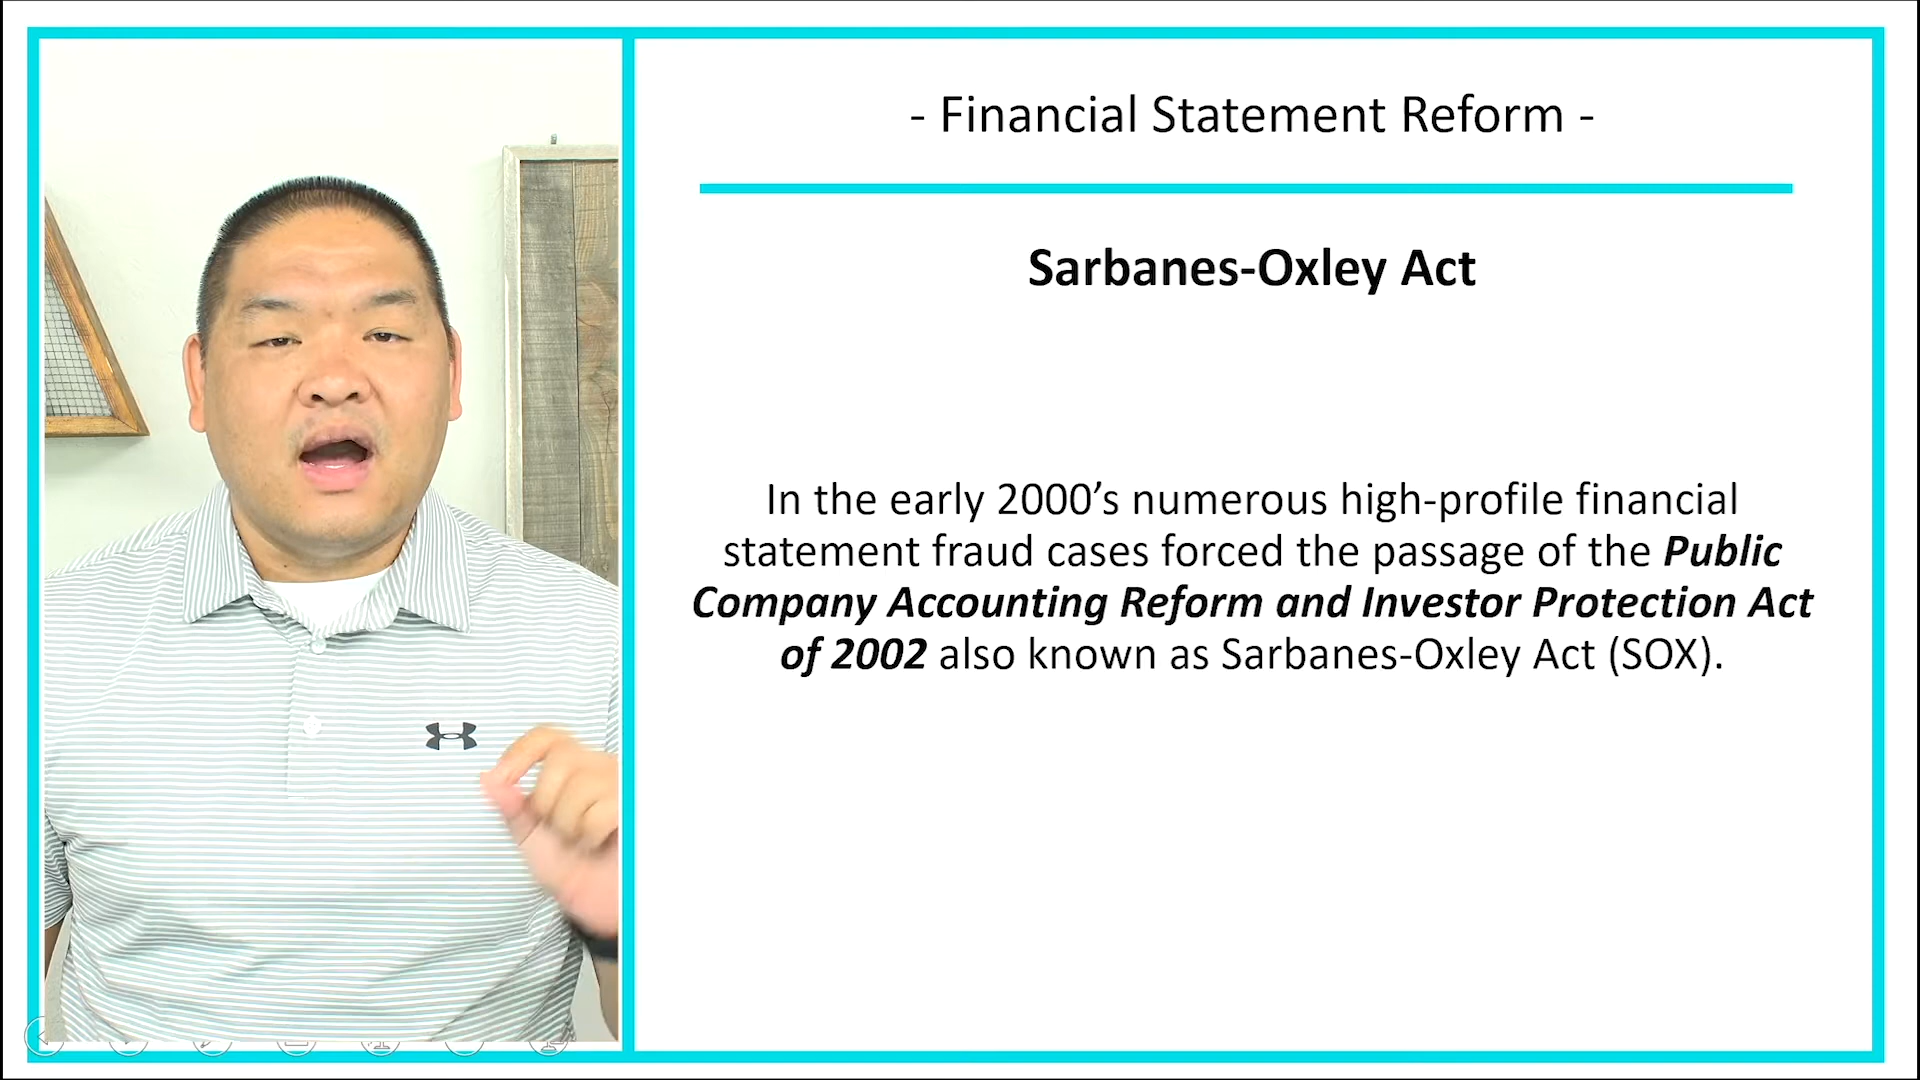 - Financial Statement Reform -
Sarbanes-Oxley Act
In the early 2000’s numerous high-profile financial
statement fraud cases forced the passage of the Public
Company Accounting Reform and Investor Protection Act
of 2002 also known as Sarbanes-Oxley Act (SOX).